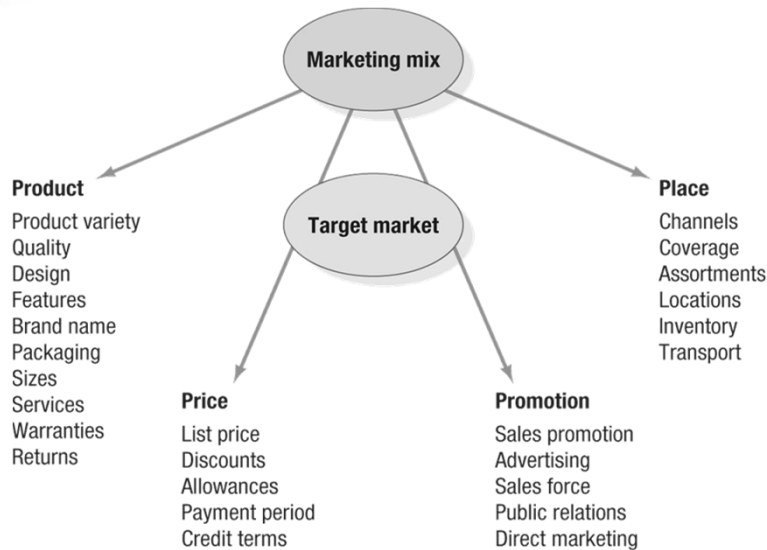 Marketing mix
Target market
Product
Product variety
Quality
Design
Features
Brand name
Packaging
Sizes
Services
Warranties
Returns
Price
List price
Discounts
Allowances
Payment period
Credit terms
Promotion
Sales promotion
Advertising
Sales force
Public relations
Direct marketing
Place
Channels
Coverage
Assortments
Locations
Inventory
Transport